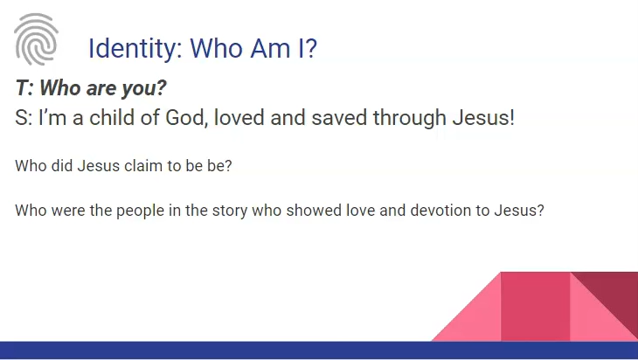 Identity: Who Am I?
T: Who are you?
S: I'm a child of God, loved and saved through Jesus!
Who did Jesus claim to be be?
Who were the people in the story who showed love and devotion to Jesus?